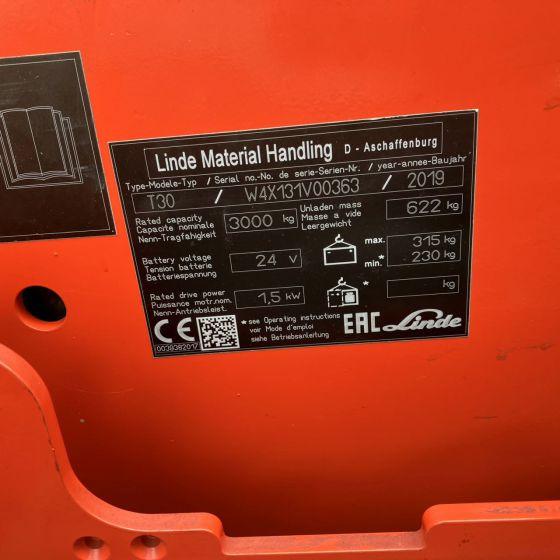 Linde Material Handling D - Aschaffenburg
Type-Modele-Typ / Serial no.-No. de serie-Serien-Nr. / year-annee-Baujahr
T30 / W4X131V00363 / 2019
Rated capacity
Capacite nominale
Nenn-Tragfähigkeit
3000 kg
Unladen mass
Masse a vide
Leergewicht
622 kg
Battery voltage
Tension batterie
Batteriespannung
24 V
max. 315 kg
min.* 230 kg
Rated drive power
Puissance motr.nom.
Nenn-Antriebsleist.
1,5 kW
* kg
CE
0039382017
*= see Operating instructions
voir Mode d'emploi
siehe Betriebsanleitung
EAC Linde